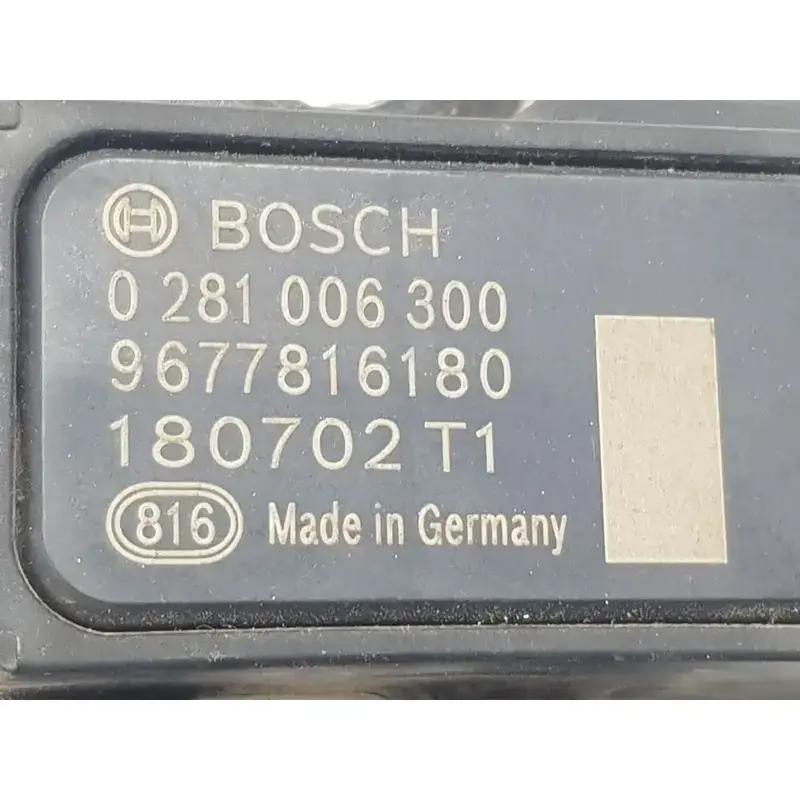 BOSCH
0 281 006 300
9677816180
180702 T1
816 Made in Germany